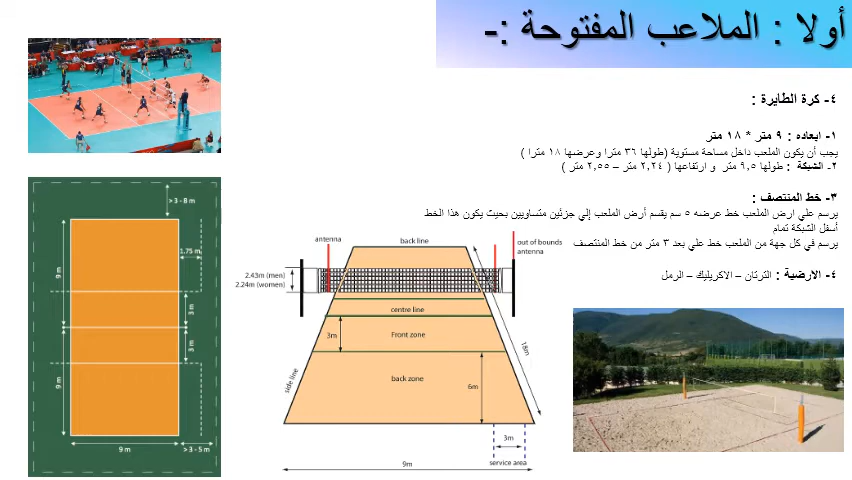 أولا : الملاعب المفتوحة :-
٤- كرة الطايرة :
١- ابعاده : ٩ متر * ١٨ متر
يجب أن يكون الملعب داخل مساحة مستوية (طولها ٣٦ مترا وعرضها ١٨ مترا )
٢- الشبكة : طولها ٩,٥ متر و ارتفاعها ( ٢,٢٤ متر – ٢,٥٥ متر )
٣- خط المنتصف :
يرسم علي ارض الملعب خط عرضه ٥ سم يقسم أرض الملعب إلي جزئين متساويين بحيث يكون هذا الخط
أسفل الشبكة تمام
يرسم في كل جهة من الملعب خط علي بعد ٣ متر من خط المنتصف
٤- الارضية : الترتان – الاكريليك – الرمل
> 3 - 8 m
1.75 m
9 m
3 m
3 m
9 m
9 m
> 3 - 5 m
antenna
back line
out of bounds
antenna
2.43m (men)
2.24m (women)
centre line
3m
Front zone
18m
side line
back zone
6m
3m
service area
9m